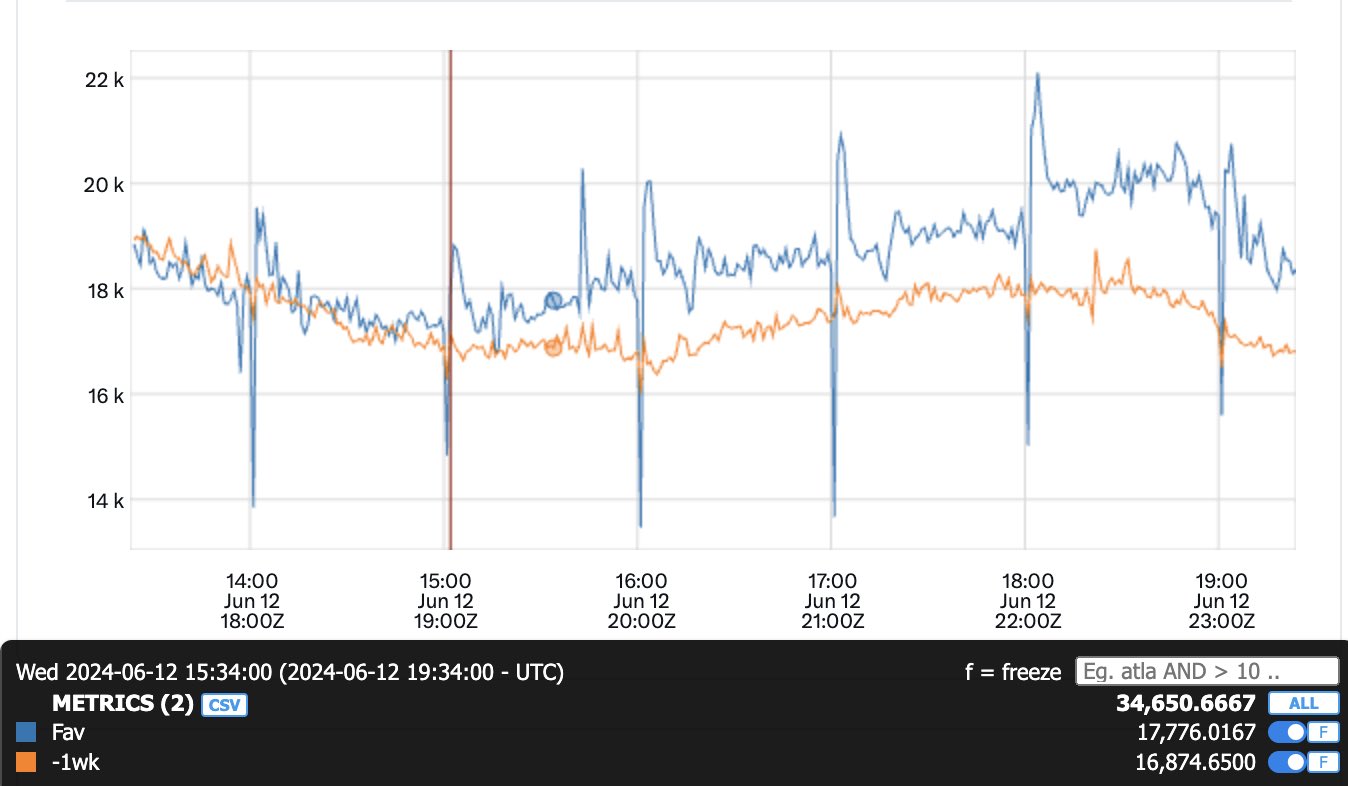 22 k
20 k
18 k
16 k
14 k
14:00 15:00 16:00 17:00 18:00 19:00
Jun 12 Jun 12 Jun 12 Jun 12 Jun 12 Jun 12
18:00Z 19:00Z 20:00Z 21:00Z 22:00Z 23:00Z
Wed 2024-06-12 15:34:00 (2024-06-12 19:34:00 - UTC) f = freeze Eg. atla AND > 10 ..
METRICS (2) CSV 34,650.6667 ALL
Fav 17,776.0167 F
-1wk 16,874.6500 F